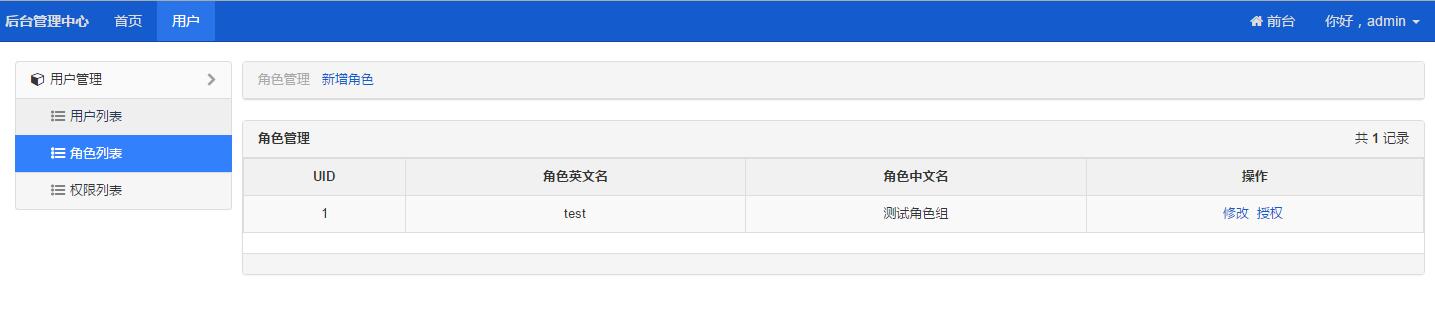 后台管理中心 首页 用户 前台 你好，admin
用户管理
用户列表
角色列表
权限列表
角色管理 新增角色
角色管理 共 1 记录
UID 角色英文名 角色中文名 操作
1 test 测试角色组 修改 授权